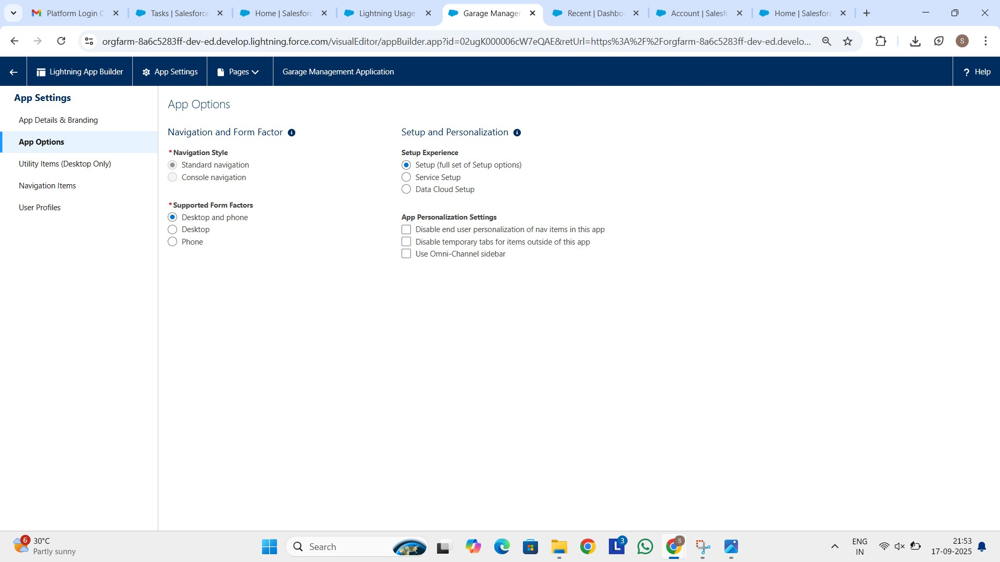 Platform Login C
Tasks | Salesforce
Home | Salesforc
Lightning Usage
Garage Manager
Recent | Dashbo
Account | Salesfo
Home | Salesforc
orgfarm-8a6c5283ff-dev-ed.develop.lightning.force.com/visualEditor/appBuilder.app?id=02ugK000006cW7eQAE&retUrl=https%3A%2F%2Forgfarm-8a6c5283ff-dev-ed.develo...
S
Lightning App Builder
App Settings
Pages
Garage Management Application
? Help
App Settings
App Details & Branding
App Options
Utility Items (Desktop Only)
Navigation Items
User Profiles
App Options
Navigation and Form Factor
*Navigation Style
Standard navigation
Console navigation
*Supported Form Factors
Desktop and phone
Desktop
Phone
Setup and Personalization
Setup Experience
Setup (full set of Setup options)
Service Setup
Data Cloud Setup
App Personalization Settings
Disable end user personalization of nav items in this app
Disable temporary tabs for items outside of this app
Use Omni-Channel sidebar
6
30°C
Partly sunny
Search
L
3
S
ENG
IN
21:53
17-09-2025